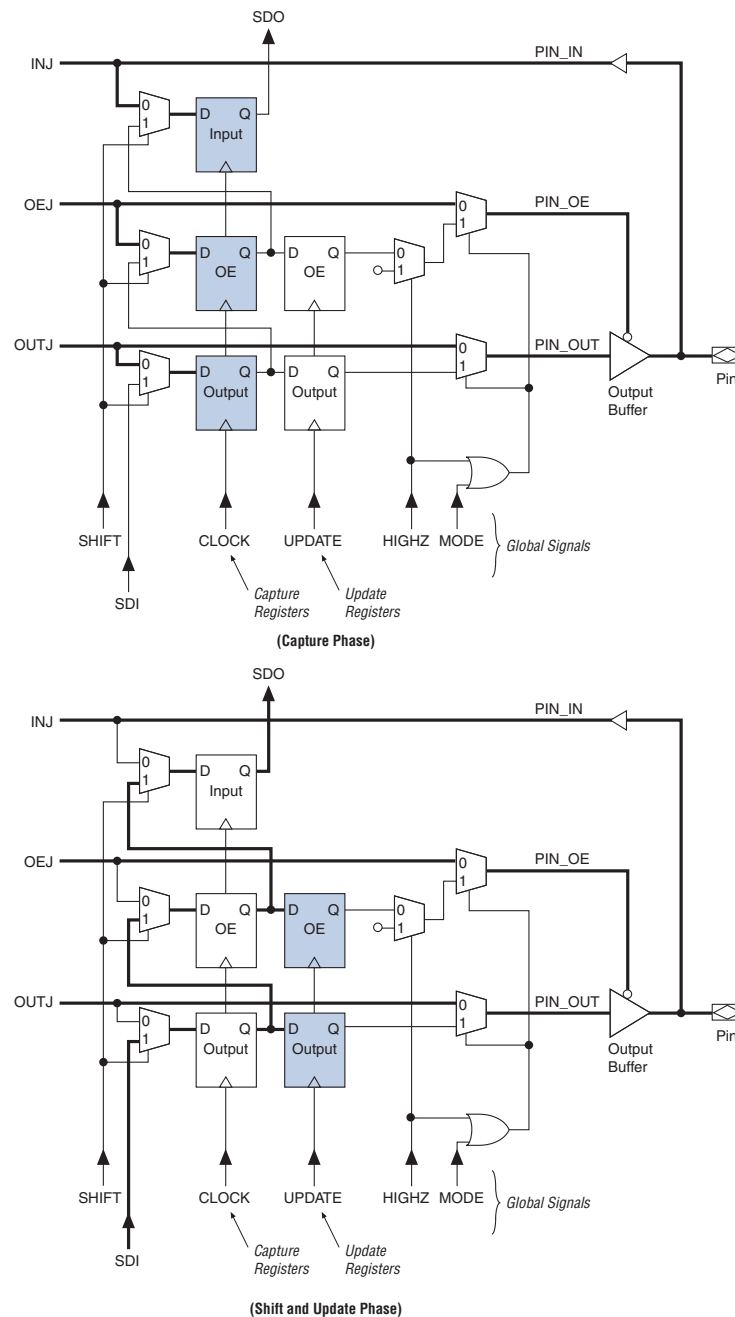 SDO
INJ
PIN_IN
0
1
D Q
Input
OEJ
0
PIN_OE
1
0
1
D Q
OE
D Q
OE
0
1
OUTJ
0
PIN_OUT
1
0
1
D Q
Output
D Q
Output
Pin
Output
Buffer
SHIFT
CLOCK
UPDATE
HIGHZ
MODE
Global Signals
SDI
Capture
Registers
Update
Registers
(Capture Phase)
SDO
INJ
PIN_IN
0
1
D Q
Input
OEJ
0
PIN_OE
1
0
1
D Q
OE
D Q
OE
0
1
OUTJ
0
PIN_OUT
1
0
1
D Q
Output
D Q
Output
Pin
Output
Buffer
SHIFT
CLOCK
UPDATE
HIGHZ
MODE
Global Signals
SDI
Capture
Registers
Update
Registers
(Shift and Update Phase)